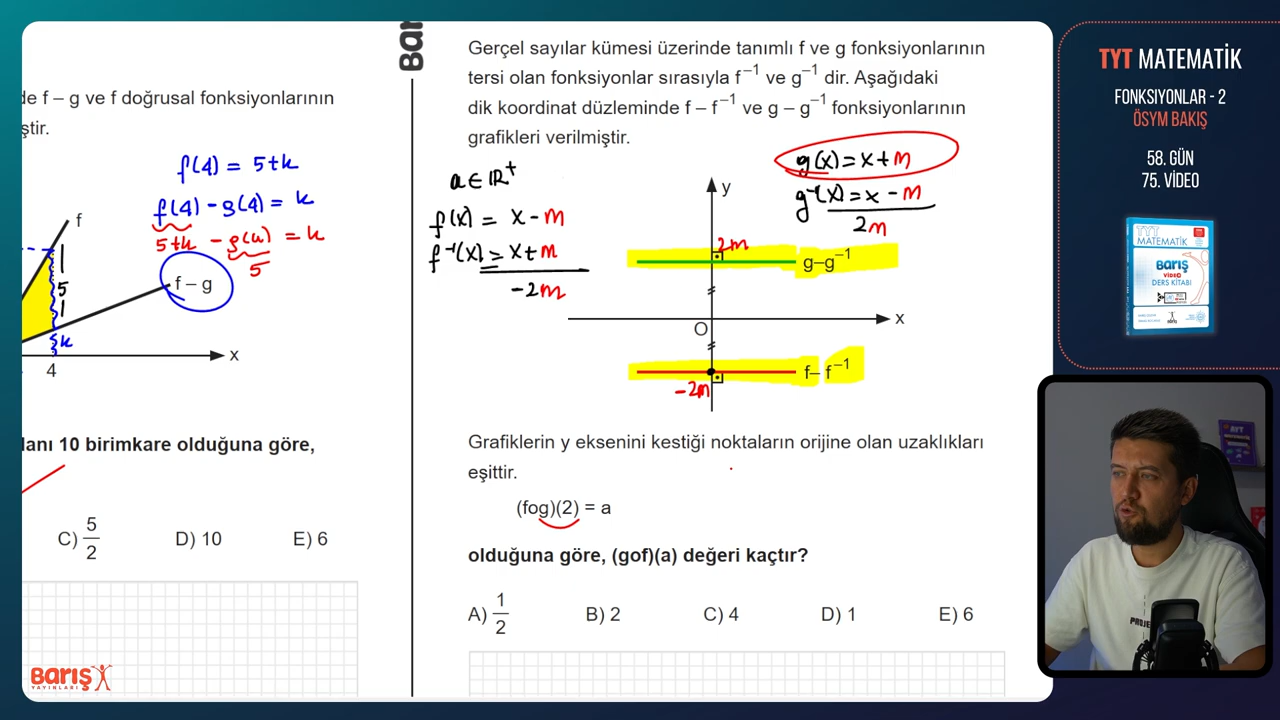 de f – g ve f doğrusal fonksiyonlarının
ştir.
f(4) = 5+k
f(4) - g(4) = k
5+k - g(4) = k
5
f
f – g
5
k
x
4
lanı 10 birimkare olduğuna göre,
C) 5/2 D) 10 E) 6
BARIŞ
YAYINLARI
Bar
Gerçel sayılar kümesi üzerinde tanımlı f ve g fonksiyonlarının
tersi olan fonksiyonlar sırasıyla f⁻¹ ve g⁻¹ dir. Aşağıdaki
dik koordinat düzleminde f – f⁻¹ ve g – g⁻¹ fonksiyonlarının
grafikleri verilmiştir.
a ∈ ℝ⁺
f(x) = x - m
f⁻¹(x) = x + m
-2m
g(x) = x + m
g⁻¹(x) = x - m
2m
y
2m
g–g⁻¹
O
x
f– f⁻¹
-2m
Grafiklerin y eksenini kestiği noktaların orijine olan uzaklıkları
eşittir.
(fog)(2) = a
olduğuna göre, (gof)(a) değeri kaçtır?
A) 1/2 B) 2 C) 4 D) 1 E) 6
TYT MATEMATİK
FONKSIYONLAR - 2
ÖSYM BAKIŞ
58. GÜN
75. VİDEO
TYT
MATEMATİK
BARIŞ
VİDEO
DERS KİTABI